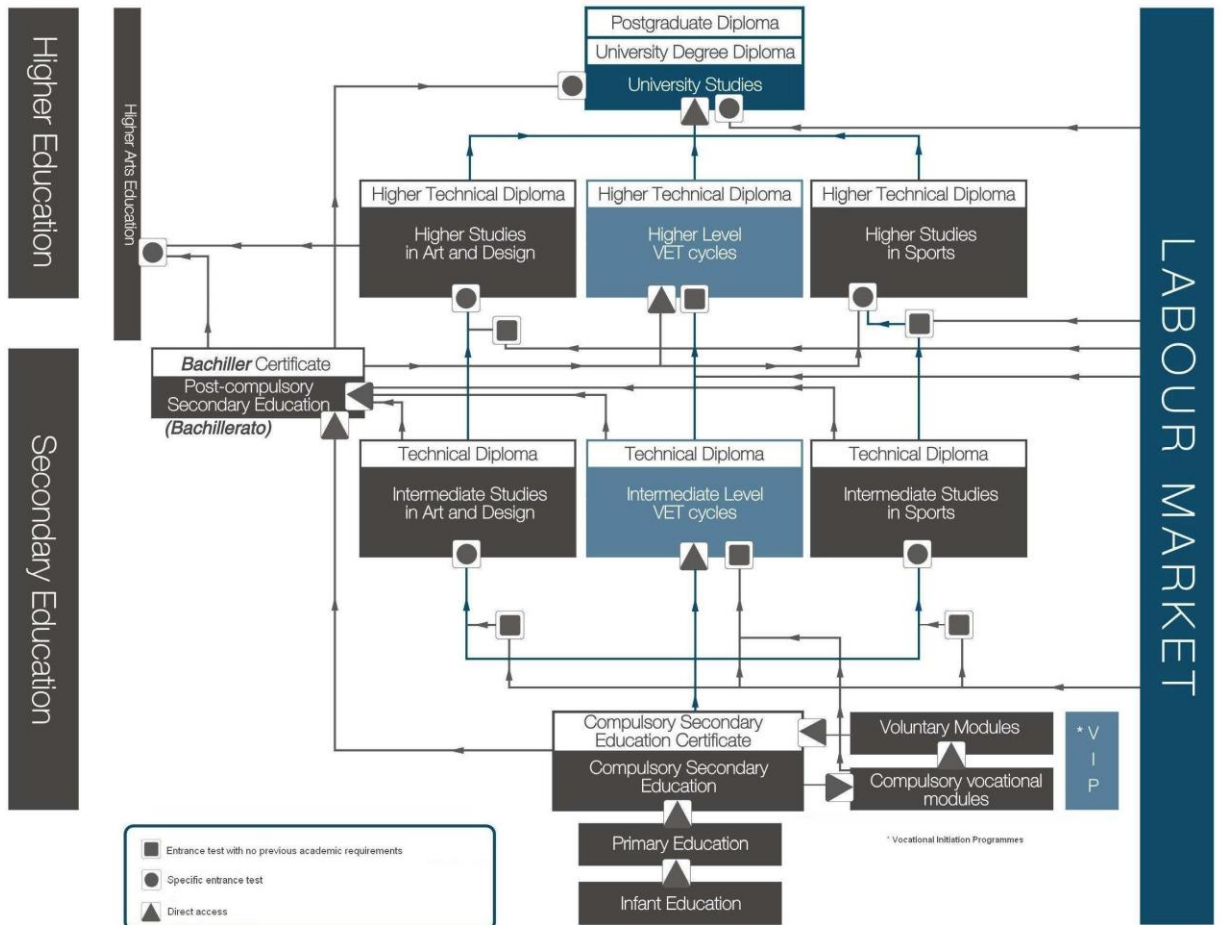 Higher Education
Higher Arts Education
Postgraduate Diploma
University Degree Diploma
University Studies
Higher Technical Diploma
Higher Studies
in Art and Design
Higher Technical Diploma
Higher Level
VET cycles
Higher Technical Diploma
Higher Studies
in Sports
LABOUR MARKET
Secondary Education
Bachiller Certificate
Post-compulsory
Secondary Education
(Bachillerato)
Technical Diploma
Intermediate Studies
in Art and Design
Technical Diploma
Intermediate Level
VET cycles
Technical Diploma
Intermediate Studies
in Sports
Compulsory Secondary
Education Certificate
Compulsory Secondary
Education
Voluntary Modules
Compulsory vocational
modules
* V
I
P
Primary Education
Infant Education
* Vocational Initiation Programmes
Entrance test with no previous academic requirements
Specific entrance test
Direct access